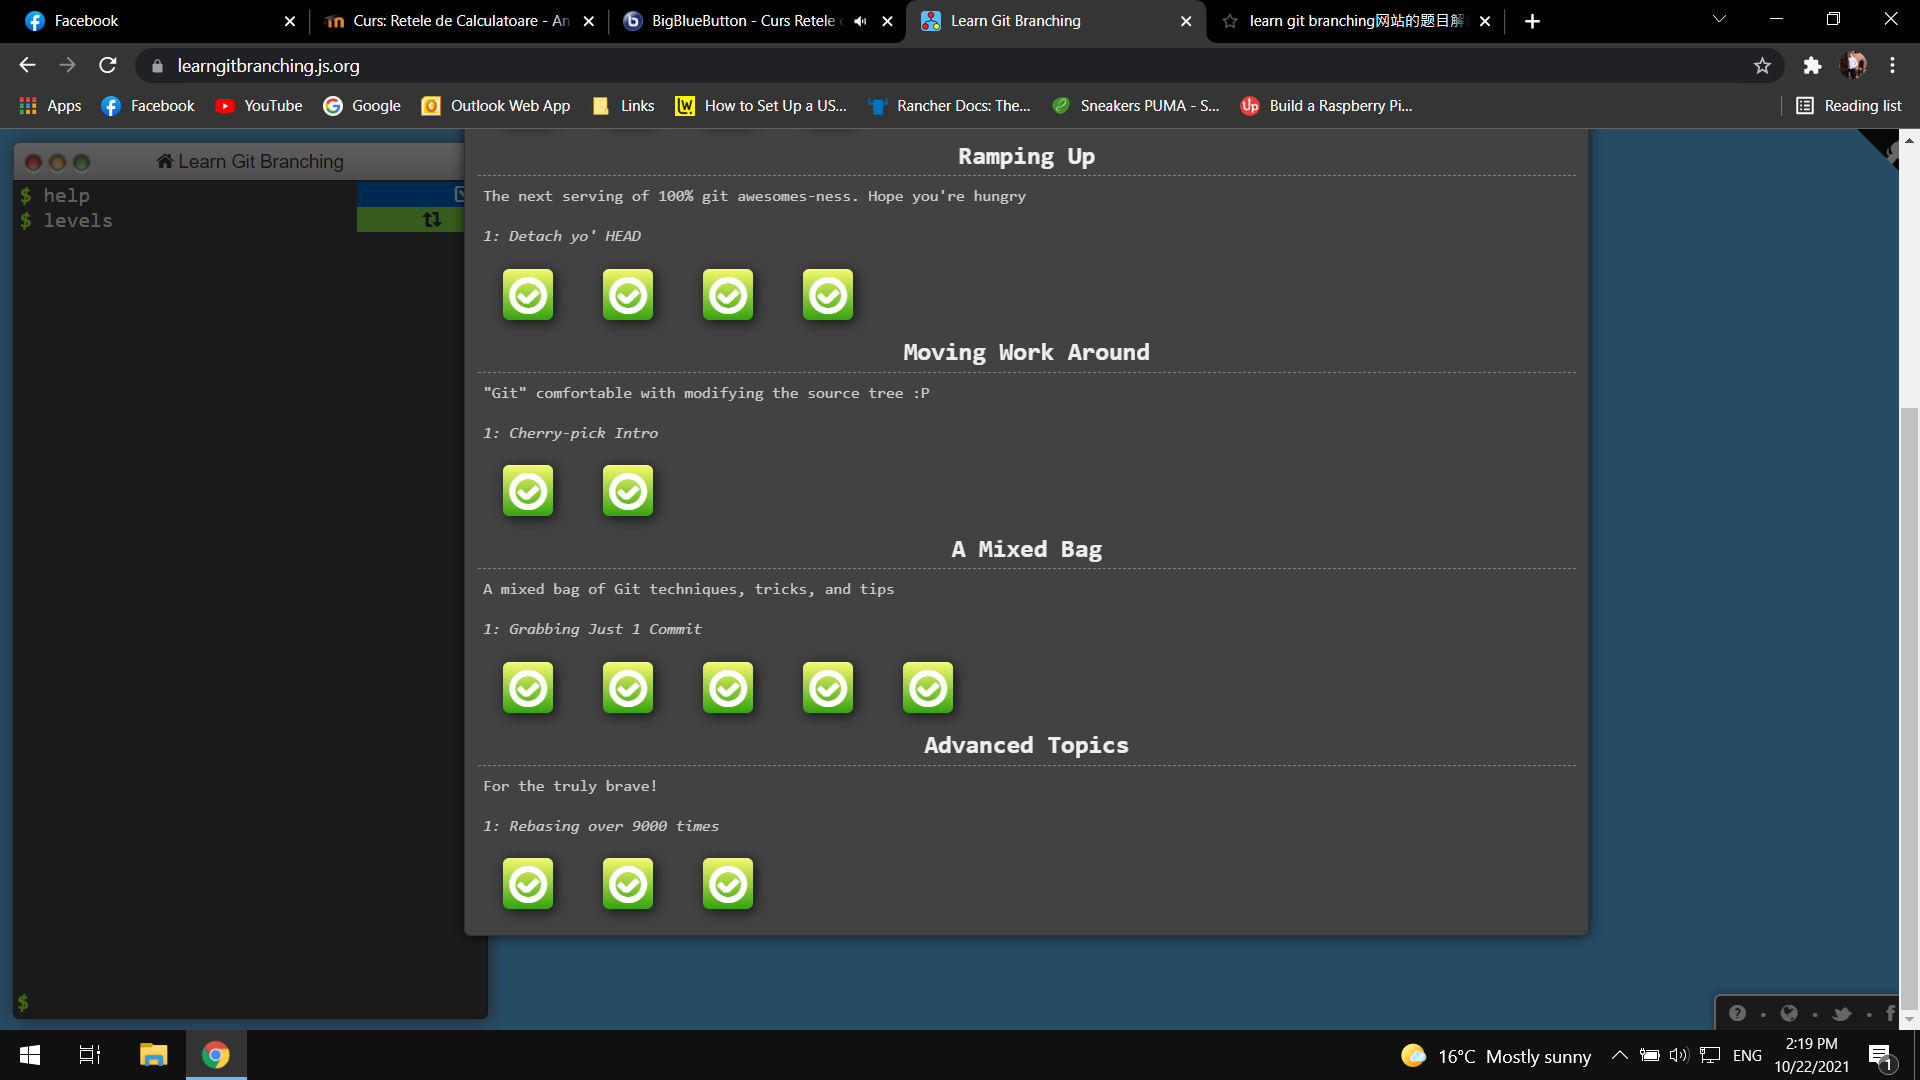 Facebook
Curs: Retele de Calculatoare - An
BigBlueButton - Curs Retele
Learn Git Branching
learn git branching网站的题目解
learngitbranching.js.org
Apps
Facebook
YouTube
Google
Outlook Web App
Links
How to Set Up a US...
Rancher Docs: The...
Sneakers PUMA - S...
Build a Raspberry Pi...
Reading list
Learn Git Branching
$ help
$ levels
$
Ramping Up
The next serving of 100% git awesomes-ness. Hope you're hungry
1: Detach yo' HEAD
Moving Work Around
"Git" comfortable with modifying the source tree :P
1: Cherry-pick Intro
A Mixed Bag
A mixed bag of Git techniques, tricks, and tips
1: Grabbing Just 1 Commit
Advanced Topics
For the truly brave!
1: Rebasing over 9000 times
16°C Mostly sunny
ENG
2:19 PM
10/22/2021
1